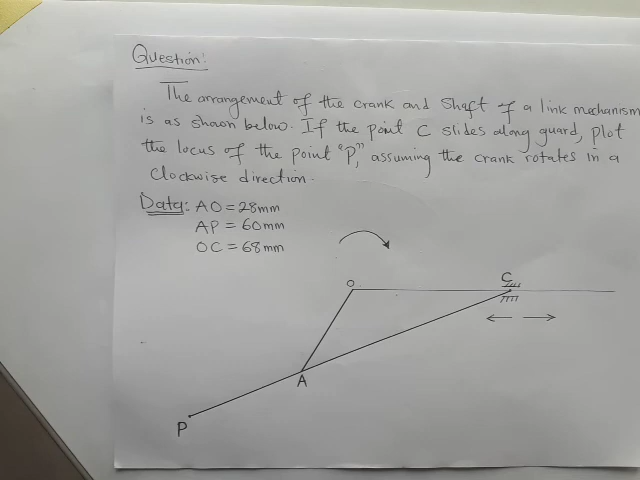 Question:
The arrangement of the crank and shaft of a link mechanism
is as shown below. If the point C slides along guard, plot
the locus of the point "P", assuming the crank rotates in a
Clockwise direction.
Data: AO = 28mm
AP = 60mm
OC = 68mm
O
C
A
P